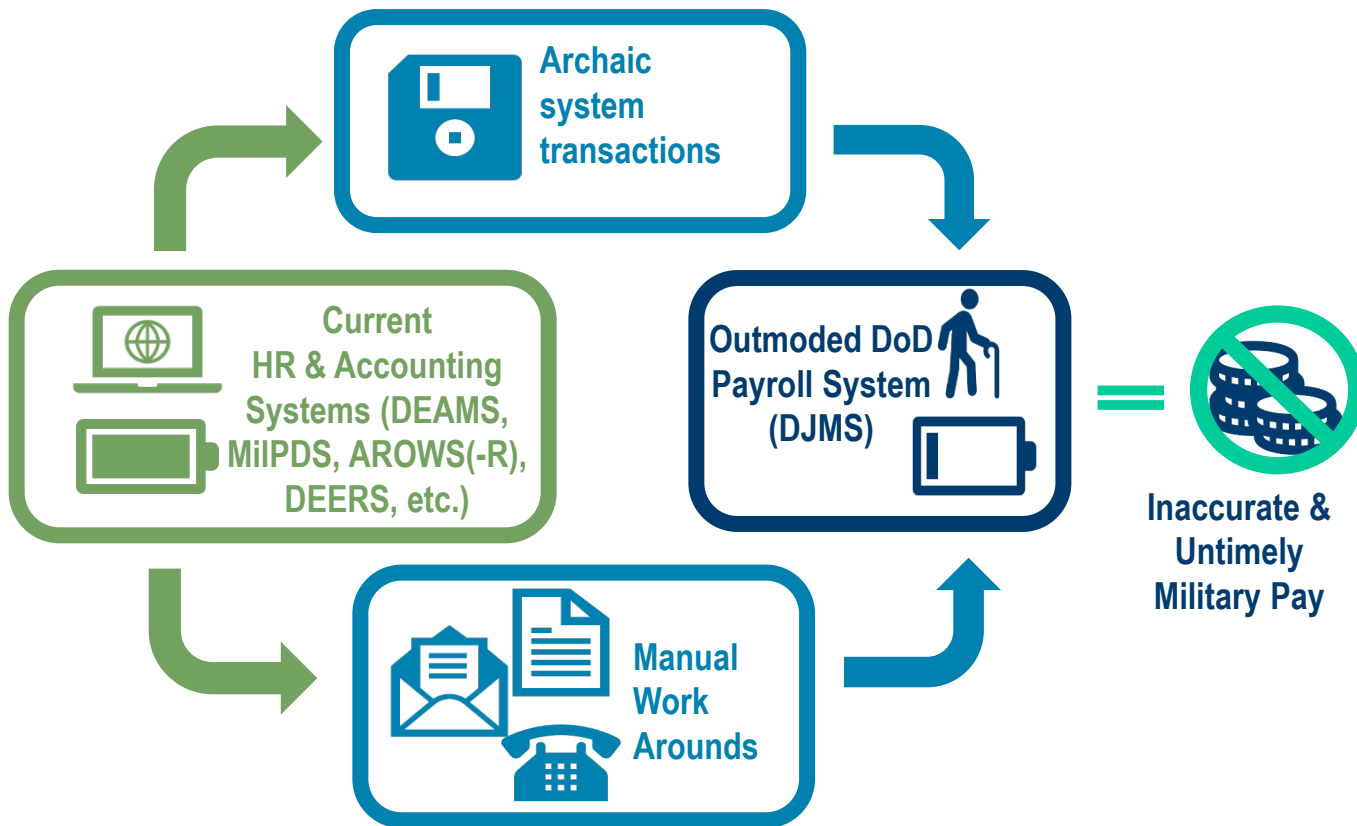 Archaic
system
transactions
Current
HR & Accounting
Systems (DEAMS,
MilPDS, AROWS(-R),
DEERS, etc.)
Outmoded DoD
Payroll System
(DJMS)
Inaccurate &
Untimely
Military Pay
Manual
Work
Arounds